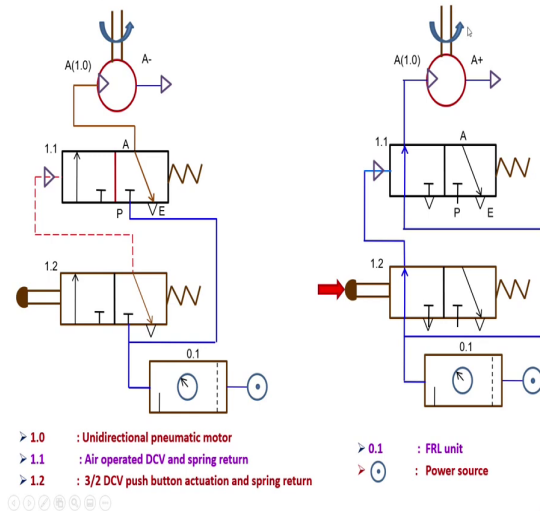 A-
A(1.0)
1.1
A
P
E
1.2
0.1
A+
A(1.0)
1.1
A
P
E
1.2
0.1
1.0 : Unidirectional pneumatic motor
1.1 : Air operated DCV and spring return
1.2 : 3/2 DCV push button actuation and spring return
0.1 : FRL unit
: Power source